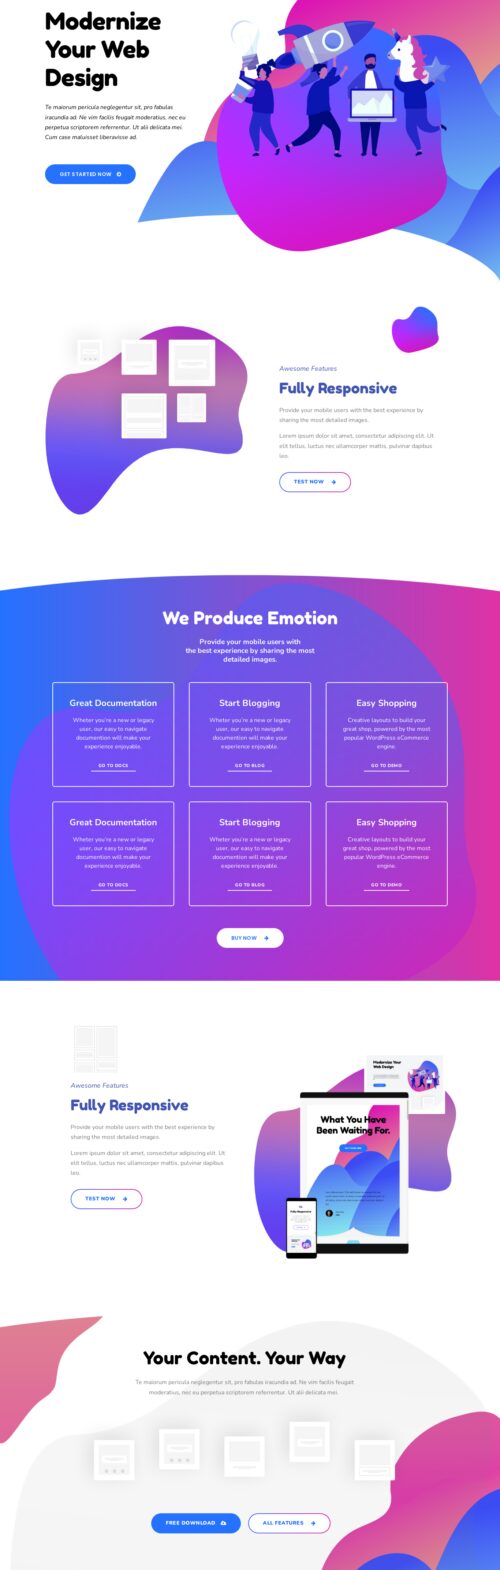 Modernize
Your Web
Design
Te maiorum pericula neglegentur sit, pro fabulas
iracundia ad. Ne vim facilis feugait moderatius, nec eu
perpetua scriptorem referrentur. Ut alii delicata mei.
Cum case maluisset liberavisse ad.
GET STARTED NOW
Awesome Features
Fully Responsive
Provide your mobile users with the best experience by
sharing the most detailed images.
Lorem ipsum dolor sit amet, consectetur adipiscing elit. Ut
elit tellus, luctus nec ullamcorper mattis, pulvinar dapibus
leo.
TEST NOW
We Produce Emotion
Provide your mobile users with
the best experience by sharing the most
detailed images.
Great Documentation
Wheter you're a new or legacy
user, our easy to navigate
documention will make your
experience enjoyable.
GO TO DOCS
Start Blogging
Wheter you're a new or legacy
user, our easy to navigate
documention will make your
experience enjoyable.
GO TO BLOG
Easy Shopping
Creative layouts to build your
great shop, powered by the most
popular WordPress eCommerce
engine.
GO TO DEMO
Great Documentation
Wheter you're a new or legacy
user, our easy to navigate
documention will make your
experience enjoyable.
GO TO DOCS
Start Blogging
Wheter you're a new or legacy
user, our easy to navigate
documention will make your
experience enjoyable.
GO TO BLOG
Easy Shopping
Creative layouts to build your
great shop, powered by the most
popular WordPress eCommerce
engine.
GO TO DEMO
BUY NOW
Awesome Features
Fully Responsive
Provide your mobile users with the best experience by
sharing the most detailed images.
Lorem ipsum dolor sit amet, consectetur adipiscing elit. Ut
elit tellus, luctus nec ullamcorper mattis, pulvinar dapibus
leo.
TEST NOW
Modernize Your
Web Design
What You Have
Been Waiting For.
Fully Responsive
Your Content. Your Way
Te maiorum pericula neglegentur sit, pro fabulas iracundia ad. Ne vim facilis feugait
moderatius, nec eu perpetua scriptorem referrentur. Ut alii delicata mei.
FREE DOWNLOAD
ALL FEATURES